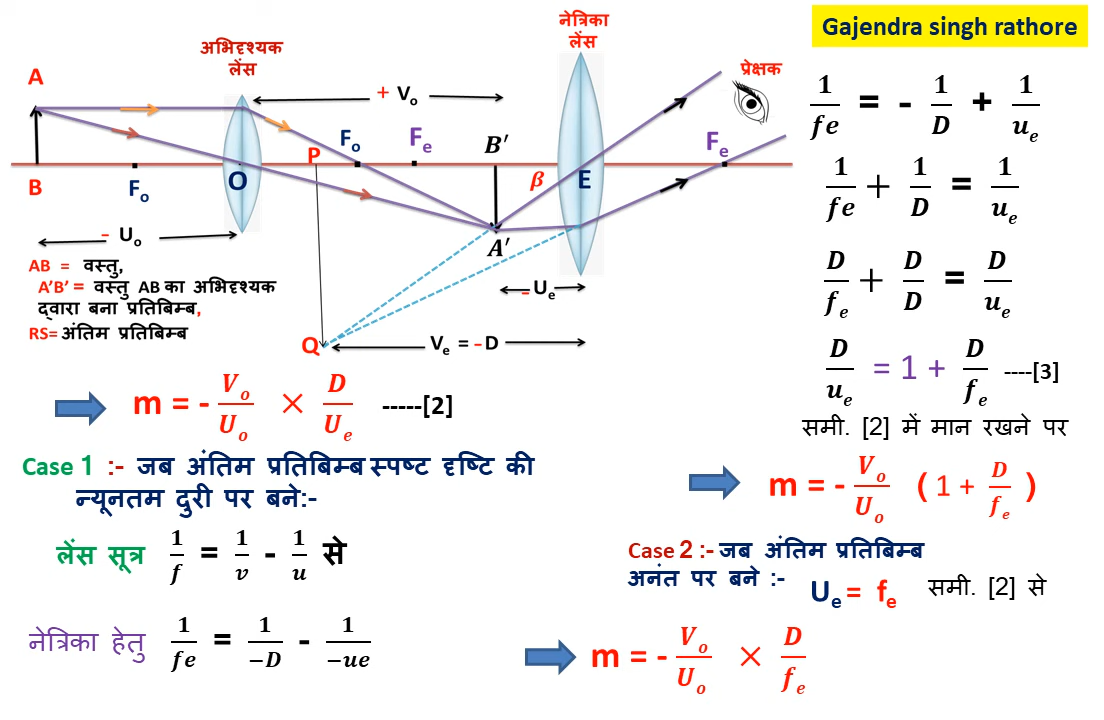 Gajendra singh rathore
नेत्रिका
लेंस
अभिदृश्यक
लेंस
प्रेक्षक
A
+ Vₒ
P
Fₒ
Fₑ
B′
Fₑ
B
Fₒ
O
β
E
A′
- Uₒ
- Uₑ
AB = वस्तु,
A’B’ = वस्तु AB का अभिदृश्यक
द्वारा बना प्रतिबिम्ब,
RS= अंतिम प्रतिबिम्ब
Q
Vₑ = -D
m = - Vₒ/Uₒ × D/Uₑ -----[2]
Case 1 :- जब अंतिम प्रतिबिम्ब स्पष्ट दृष्टि की
न्यूनतम दुरी पर बने:-
लेंस सूत्र 1/f = 1/v - 1/u से
नेत्रिका हेतु 1/fe = 1/−D - 1/−ue
1/fe = - 1/D + 1/uₑ
1/fe + 1/D = 1/uₑ
D/fₑ + D/D = D/uₑ
D/uₑ = 1 + D/fₑ ----[3]
समी. [2] में मान रखने पर
m = - Vₒ/Uₒ ( 1 + D/fₑ )
Case 2 :- जब अंतिम प्रतिबिम्ब
अनंत पर बने :- Uₑ = fₑ समी. [2] से
m = - Vₒ/Uₒ × D/fₑ